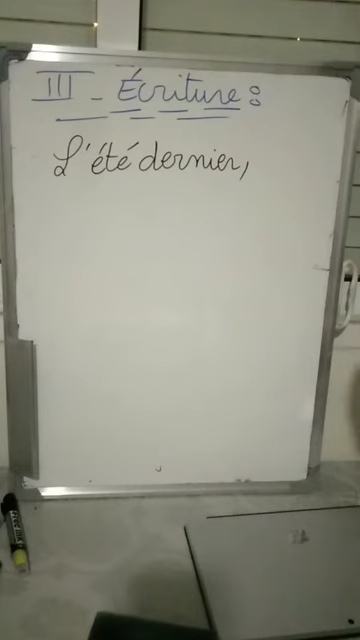 III - Écriture :
L'été dernier,